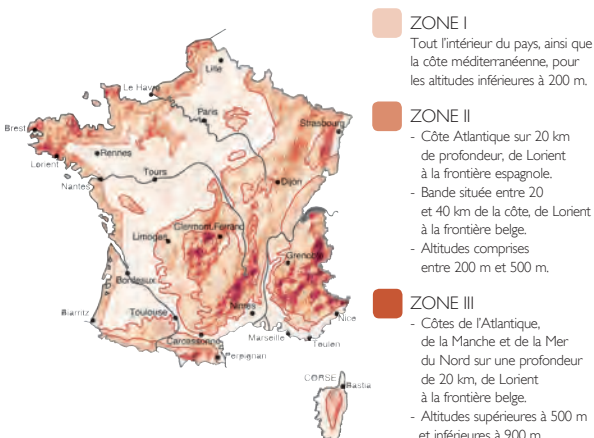 Lille
Le Havre
Paris
Strasbourg
Brest
Rennes
Lorient
Tours
Nantes
Dijon
Clermont Ferrand
Limoges
Grenoble
Bordeaux
Biarritz
Toulouse
Nîmes
Nice
Marseille
Toulon
Carcassonne
Perpignan
CORSE
Bastia
ZONE I
Tout l'intérieur du pays, ainsi que
la côte méditerranéenne, pour
les altitudes inférieures à 200 m.
ZONE II
- Côte Atlantique sur 20 km
de profondeur, de Lorient
à la frontière espagnole.
- Bande située entre 20
et 40 km de la côte, de Lorient
à la frontière belge.
- Altitudes comprises
entre 200 m et 500 m.
ZONE III
- Côtes de l'Atlantique,
de la Manche et de la Mer
du Nord sur une profondeur
de 20 km, de Lorient
à la frontière belge.
- Altitudes supérieures à 500 m
et inférieures à 900 m